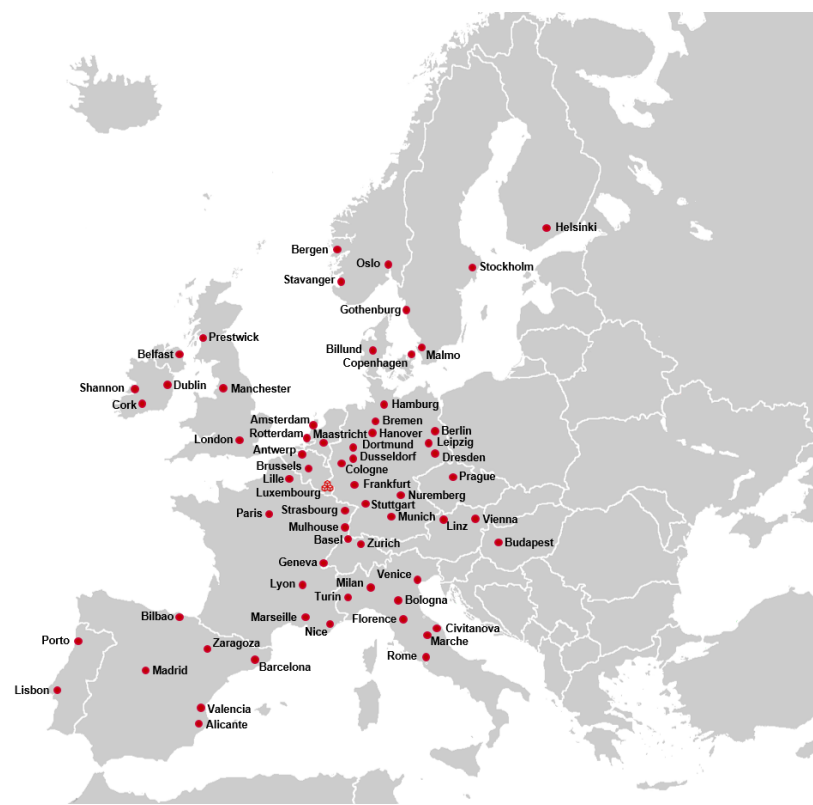 Helsinki
Bergen
Oslo
Stockholm
Stavanger
Gothenburg
Prestwick
Billund
Malmo
Belfast
Copenhagen
Shannon
Dublin
Manchester
Cork
Hamburg
Amsterdam
Bremen
Rotterdam
Maastricht
Hanover
Berlin
London
Leipzig
Dortmund
Antwerp
Dusseldorf
Dresden
Brussels
Cologne
Lille
Prague
Frankfurt
Luxembourg
Nuremberg
Stuttgart
Strasbourg
Paris
Munich
Vienna
Mulhouse
Linz
Basel
Zurich
Budapest
Geneva
Venice
Lyon
Milan
Turin
Bologna
Bilbao
Marseille
Florence
Nice
Civitanova
Marche
Porto
Zaragoza
Rome
Barcelona
Madrid
Lisbon
Valencia
Alicante